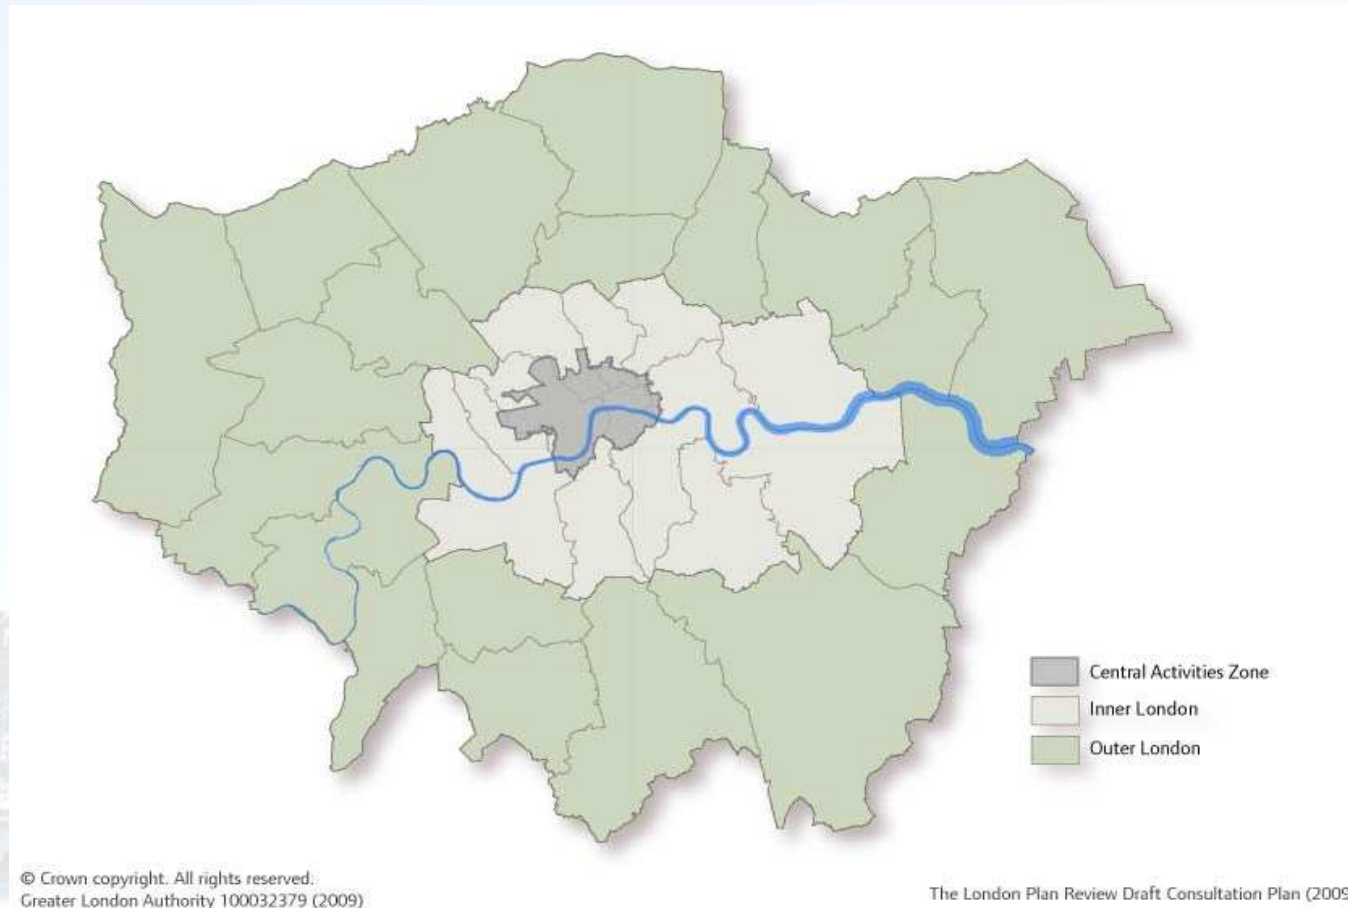 Central Activities Zone
Inner London
Outer London
© Crown copyright. All rights reserved.
Greater London Authority 100032379 (2009)
The London Plan Review Draft Consultation Plan (2009